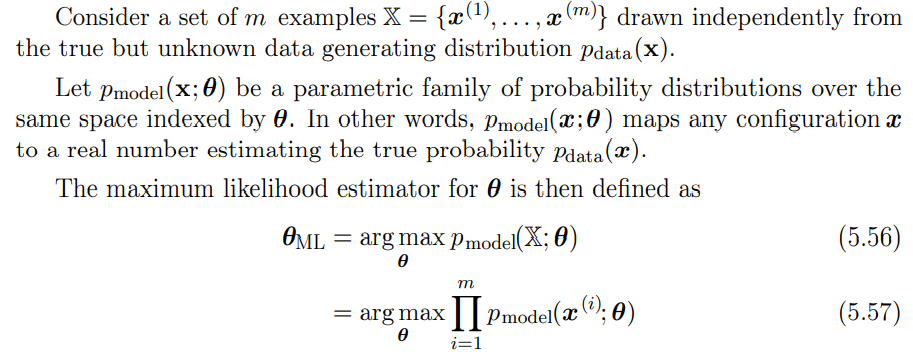 Consider a set of m examples 𝕏 = {x^(1), . . . , x^(m)} drawn independently from
the true but unknown data generating distribution p_data(x).
Let p_model(x; θ) be a parametric family of probability distributions over the
same space indexed by θ. In other words, p_model(x; θ) maps any configuration x
to a real number estimating the true probability p_data(x).
The maximum likelihood estimator for θ is then defined as
θ_ML = arg max_θ p_model(𝕏; θ) (5.56)
= arg max_θ ∏_{i=1}^{m} p_model(x^(i); θ) (5.57)